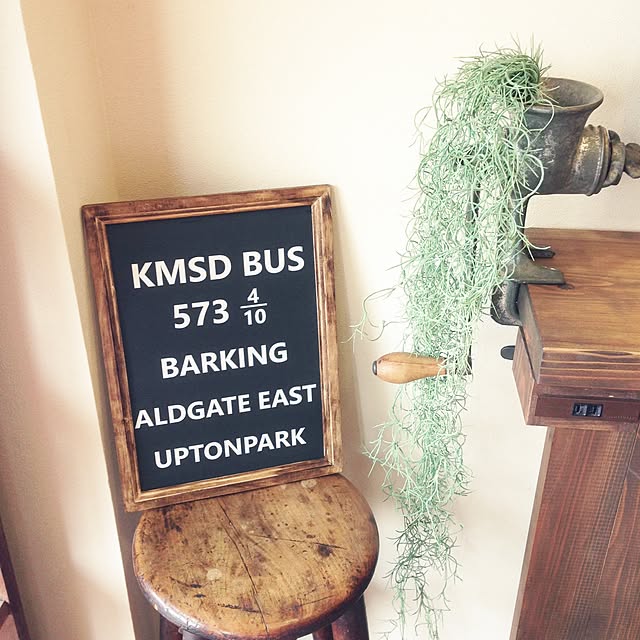 KMSD BUS
573 4/10
BARKING
ALDGATE EAST
UPTONPARK